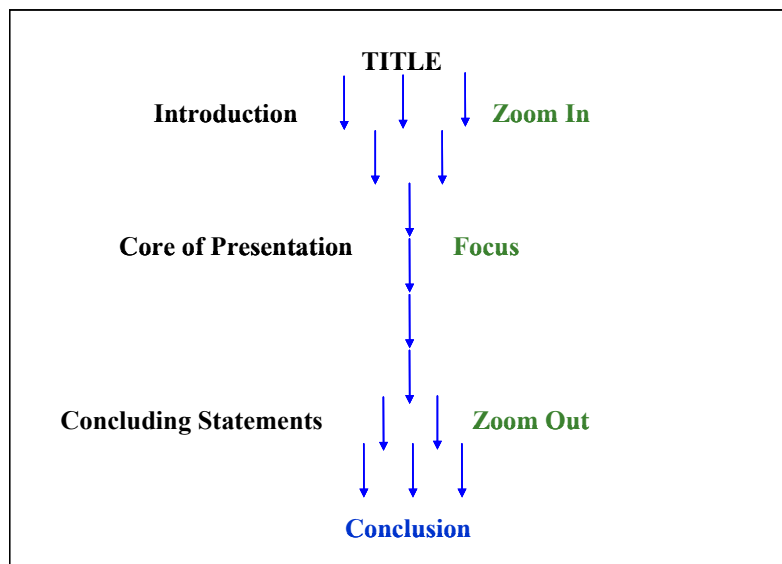 TITLE
Introduction Zoom In
Core of Presentation Focus
Concluding Statements Zoom Out
Conclusion